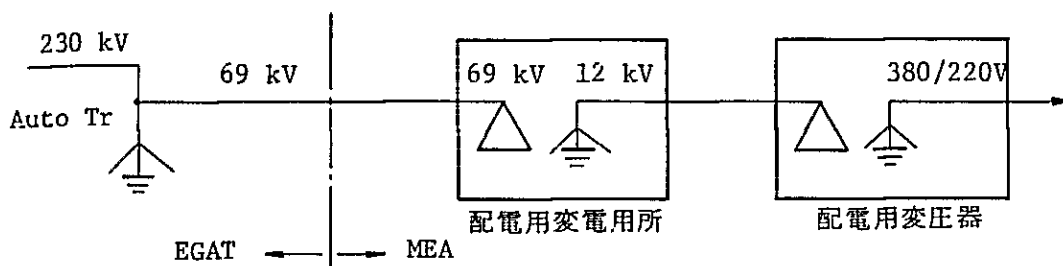 230 kV
69 kV
Auto Tr
69 kV 12 kV
380/220V
配電用変電用所
配電用変圧器
EGAT
MEA